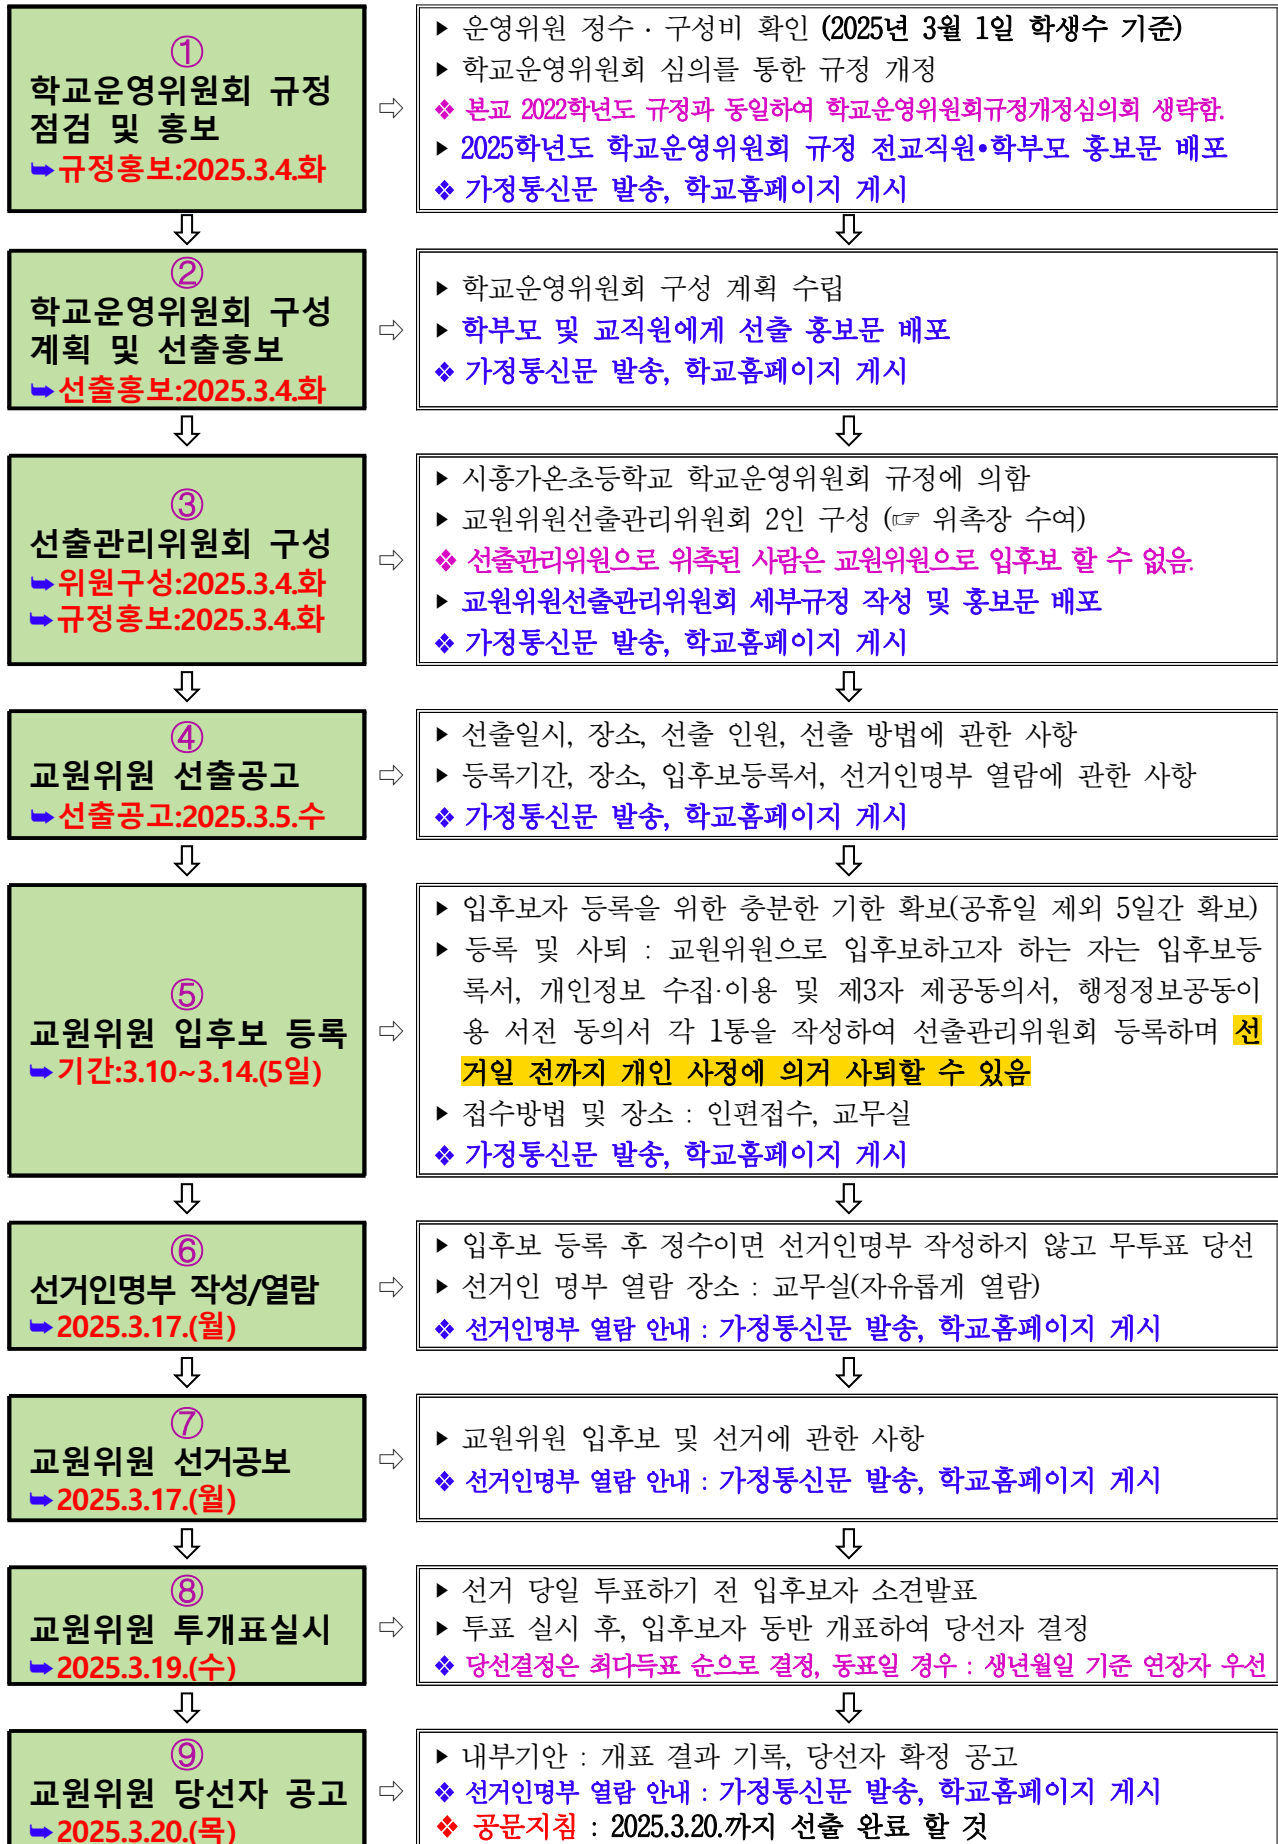 ①
학교운영위원회 규정
점검 및 홍보
➥규정홍보:2025.3.4.화
⇨
▶ 운영위원 정수 · 구성비 확인 (2025년 3월 1일 학생수 기준)
▶ 학교운영위원회 심의를 통한 규정 개정
❖ 본교 2022학년도 규정과 동일하여 학교운영위원회규정개정심의회 생략함.
▶ 2025학년도 학교운영위원회 규정 전교직원•학부모 홍보문 배포
❖ 가정통신문 발송, 학교홈페이지 게시
⇩ ⇩
②
학교운영위원회 구성
계획 및 선출홍보
➥선출홍보:2025.3.4.화
⇨
▶ 학교운영위원회 구성 계획 수립
▶ 학부모 및 교직원에게 선출 홍보문 배포
❖ 가정통신문 발송, 학교홈페이지 게시
⇩ ⇩
③
선출관리위원회 구성
➥위원구성:2025.3.4.화
➥규정홍보:2025.3.4.화
⇨
▶ 시흥가온초등학교 학교운영위원회 규정에 의함
▶ 교원위원선출관리위원회 2인 구성 (☞ 위촉장 수여)
❖ 선출관리위원으로 위촉된 사람은 교원위원으로 입후보 할 수 없음.
▶ 교원위원선출관리위원회 세부규정 작성 및 홍보문 배포
❖ 가정통신문 발송, 학교홈페이지 게시
⇩ ⇩
④
교원위원 선출공고
➥선출공고:2025.3.5.수
⇨
▶ 선출일시, 장소, 선출 인원, 선출 방법에 관한 사항
▶ 등록기간, 장소, 입후보등록서, 선거인명부 열람에 관한 사항
❖ 가정통신문 발송, 학교홈페이지 게시
⇩ ⇩
⑤
교원위원 입후보 등록
➥기간:3.10~3.14.(5일)
⇨
▶ 입후보자 등록을 위한 충분한 기한 확보(공휴일 제외 5일간 확보)
▶ 등록 및 사퇴 : 교원위원으로 입후보하고자 하는 자는 입후보등
록서, 개인정보 수집·이용 및 제3자 제공동의서, 행정정보공동이
용 서전 동의서 각 1통을 작성하여 선출관리위원회 등록하며 선
거일 전까지 개인 사정에 의거 사퇴할 수 있음
▶ 접수방법 및 장소 : 인편접수, 교무실
❖ 가정통신문 발송, 학교홈페이지 게시
⇩ ⇩
⑥
선거인명부 작성/열람
➥2025.3.17.(월)
⇨
▶ 입후보 등록 후 정수이면 선거인명부 작성하지 않고 무투표 당선
▶ 선거인 명부 열람 장소 : 교무실(자유롭게 열람)
❖ 선거인명부 열람 안내 : 가정통신문 발송, 학교홈페이지 게시
⇩ ⇩
⑦
교원위원 선거공보
➥2025.3.17.(월)
⇨
▶ 교원위원 입후보 및 선거에 관한 사항
❖ 선거인명부 열람 안내 : 가정통신문 발송, 학교홈페이지 게시
⇩ ⇩
⑧
교원위원 투개표실시
➥2025.3.19.(수)
⇨
▶ 선거 당일 투표하기 전 입후보자 소견발표
▶ 투표 실시 후, 입후보자 동반 개표하여 당선자 결정
❖ 당선결정은 최다득표 순으로 결정, 동표일 경우 : 생년월일 기준 연장자 우선
⇩ ⇩
⑨
교원위원 당선자 공고
➥2025.3.20.(목)
⇨
▶ 내부기안 : 개표 결과 기록, 당선자 확정 공고
❖ 선거인명부 열람 안내 : 가정통신문 발송, 학교홈페이지 게시
❖ 공문지침 : 2025.3.20.까지 선출 완료 할 것